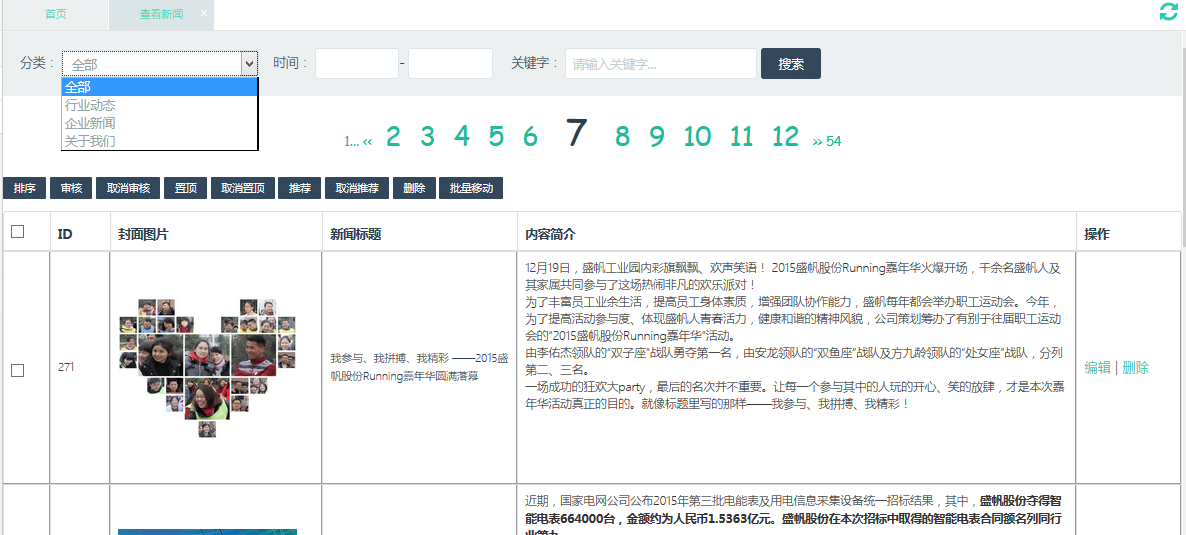 首页 查看新闻 ×
分类： 全部 时间： - 关键字： 请输入关键字... 搜索
全部
行业动态
企业新闻
关于我们
1... « 2 3 4 5 6 7 8 9 10 11 12 » 54
排序 审核 取消审核 置顶 取消置顶 推荐 取消推荐 删除 批量移动
ID 封面图片 新闻标题 内容简介 操作
271
我参与、我拼搏、我精彩 ——2015盛
帆股份Running嘉年华圆满落幕
12月19日，盛帆工业园内彩旗飘飘、欢声笑语！ 2015盛帆股份Running嘉年华火爆开场，千余名盛帆人及
其家属共同参与了这场热闹非凡的欢乐派对！
为了丰富员工业余生活，提高员工身体素质，增强团队协作能力，盛帆每年都会举办职工运动会。今年，
为了提高活动参与度、体现盛帆人青春活力，健康和谐的精神风貌，公司策划筹办了有别于往届职工运动
会的“2015盛帆股份Running嘉年华”活动。
由李佑杰领队的“双子座”战队勇夺第一名，由安龙领队的“双鱼座”战队及方九龄领队的“处女座”战队，分列
第二、三名。
一场成功的狂欢大party，最后的名次并不重要。让每一个参与其中的人玩的开心、笑的放肆，才是本次嘉
年华活动真正的目的。就像标题里写的那样——我参与、我拼搏、我精彩！
编辑 | 删除
近期，国家电网公司公布2015年第三批电能表及用电信息采集设备统一招标结果，其中，盛帆股份夺得智
能电表664000台，金额约为人民币1.5363亿元。盛帆股份在本次招标中取得的智能电表合同额名列同行